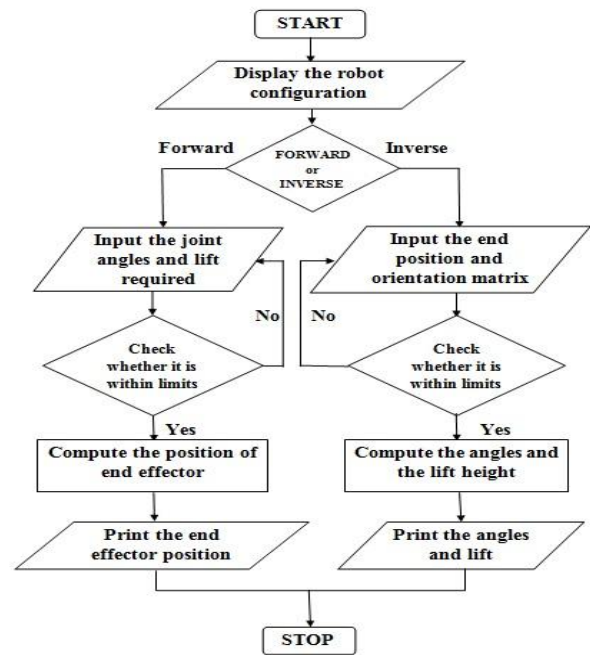 START
Display the robot
configuration
Forward
Inverse
FORWARD
or
INVERSE
Input the joint
angles and lift
required
Input the end
position and
orientation matrix
No
No
Check
whether it is
within limits
Check
whether it is
within limits
Yes
Yes
Compute the position of
end effector
Compute the angles and
the lift height
Print the end
effector position
Print the angles
and lift
STOP